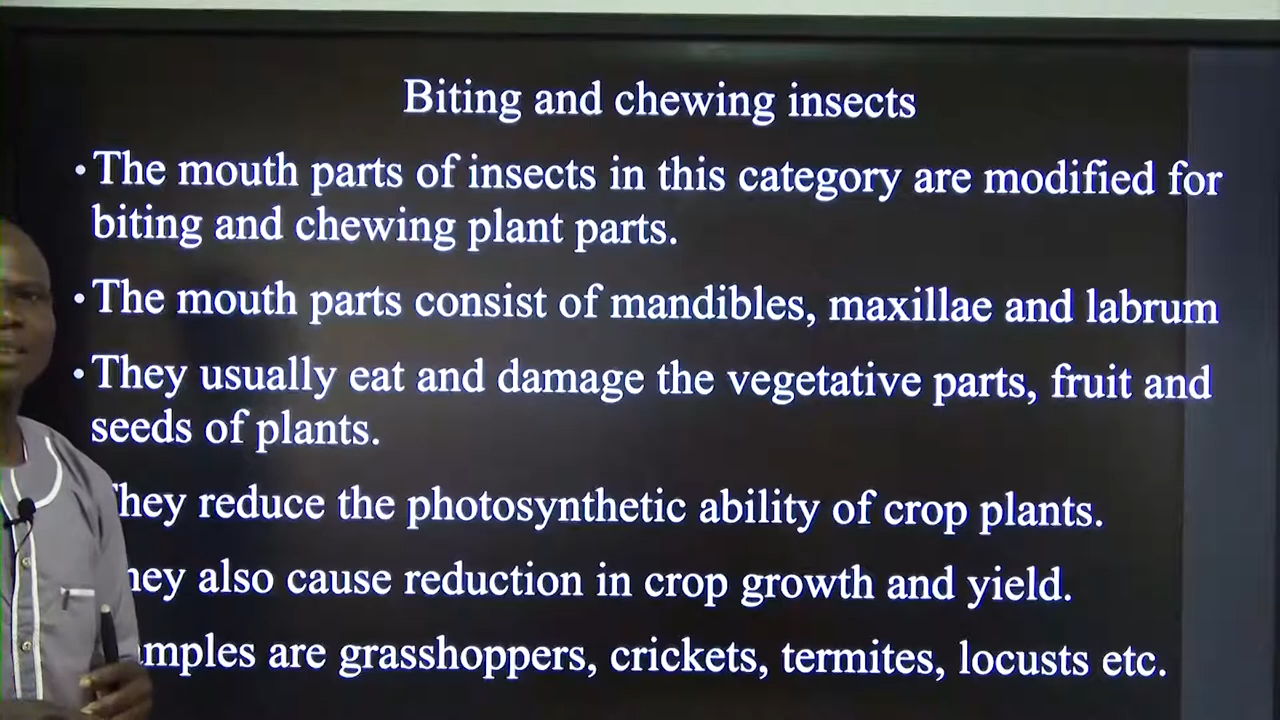 Biting and chewing insects
• The mouth parts of insects in this category are modified for
biting and chewing plant parts.
• The mouth parts consist of mandibles, maxillae and labrum
• They usually eat and damage the vegetative parts, fruit and
seeds of plants.
They reduce the photosynthetic ability of crop plants.
hey also cause reduction in crop growth and yield.
amples are grasshoppers, crickets, termites, locusts etc.